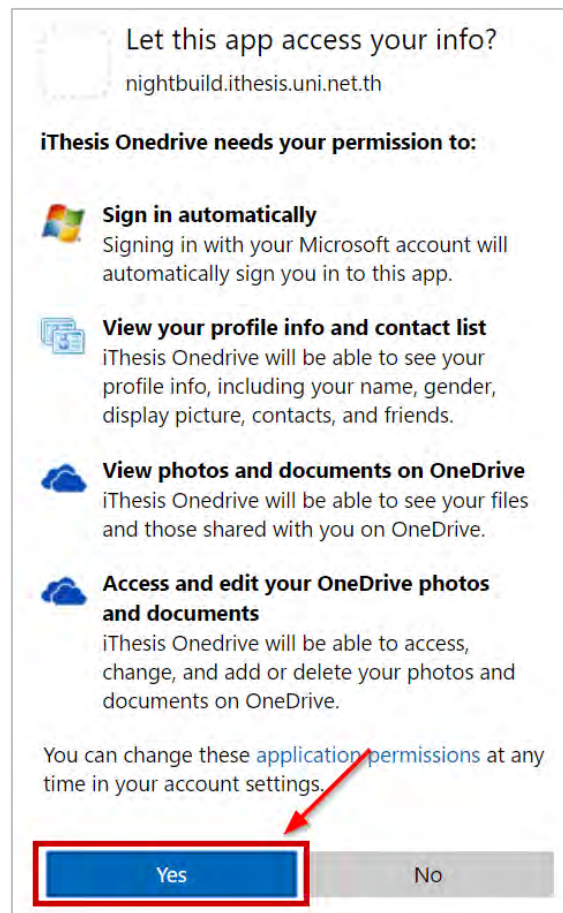 Let this app access your info?
nightbuild.ithesis.uni.net.th
iThesis Onedrive needs your permission to:
Sign in automatically
Signing in with your Microsoft account will
automatically sign you in to this app.
View your profile info and contact list
iThesis Onedrive will be able to see your
profile info, including your name, gender,
display picture, contacts, and friends.
View photos and documents on OneDrive
iThesis Onedrive will be able to see your files
and those shared with you on OneDrive.
Access and edit your OneDrive photos
and documents
iThesis Onedrive will be able to access,
change, and add or delete your photos and
documents on OneDrive.
You can change these application permissions at any
time in your account settings.
Yes
No